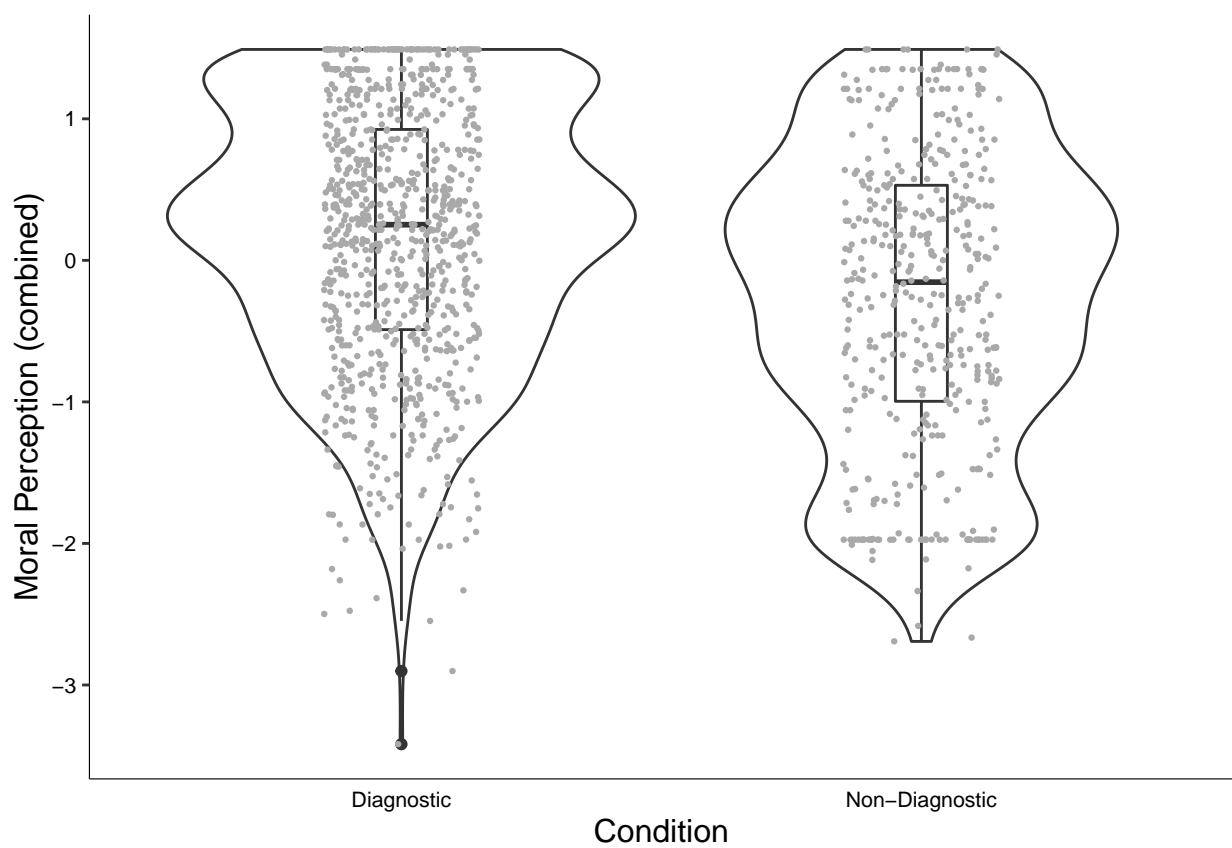 Moral Perception (combined)
1
0
−1
−2
−3
Diagnostic
Non−Diagnostic
Condition